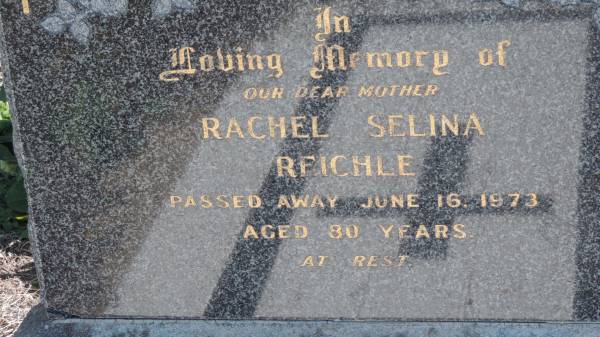 In
Loving Memory of
OUR DEAR MOTHER
RACHEL SELINA
REICHLE
PASSED AWAY JUNE 16. 1973
AGED 80 YEARS.
AT REST.